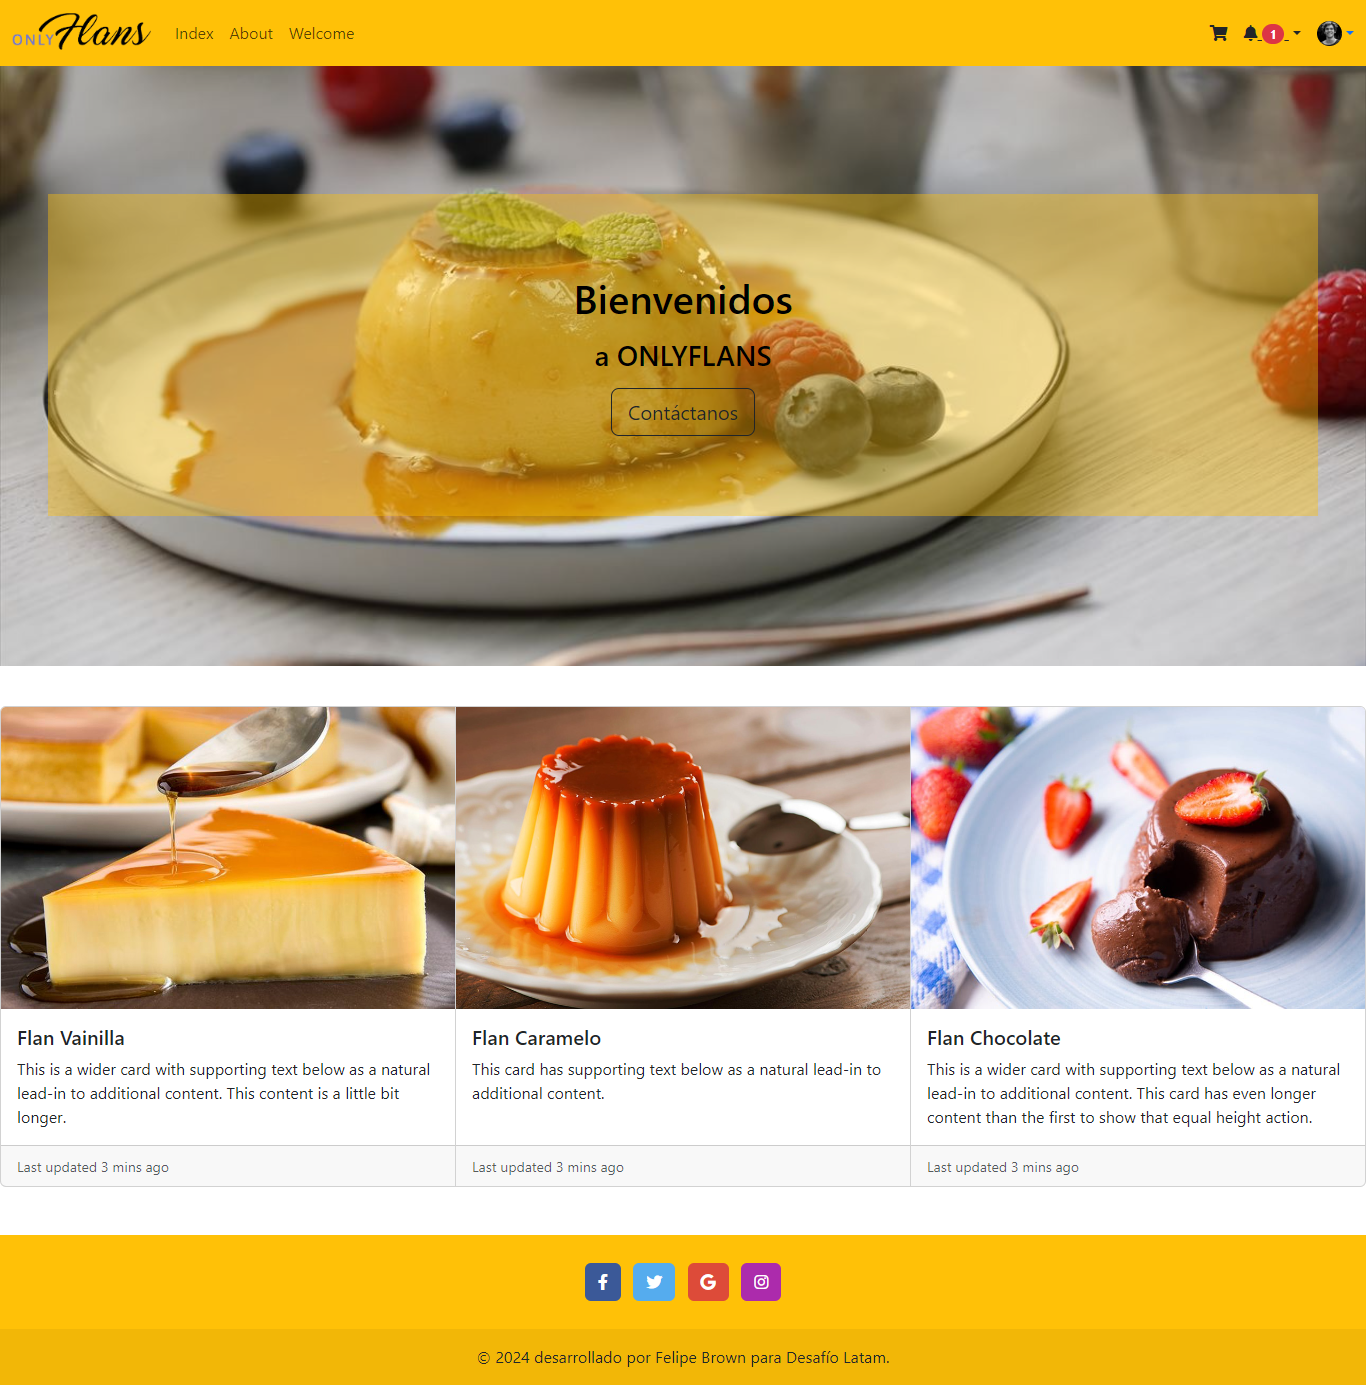 ONLY Flans
Index About Welcome
1
Bienvenidos
a ONLYFLANS
Contáctanos
Flan Vainilla
This is a wider card with supporting text below as a natural
lead-in to additional content. This content is a little bit
longer.
Last updated 3 mins ago
Flan Caramelo
This card has supporting text below as a natural lead-in to
additional content.
Last updated 3 mins ago
Flan Chocolate
This is a wider card with supporting text below as a natural
lead-in to additional content. This card has even longer
content than the first to show that equal height action.
Last updated 3 mins ago
© 2024 desarrollado por Felipe Brown para Desafío Latam.